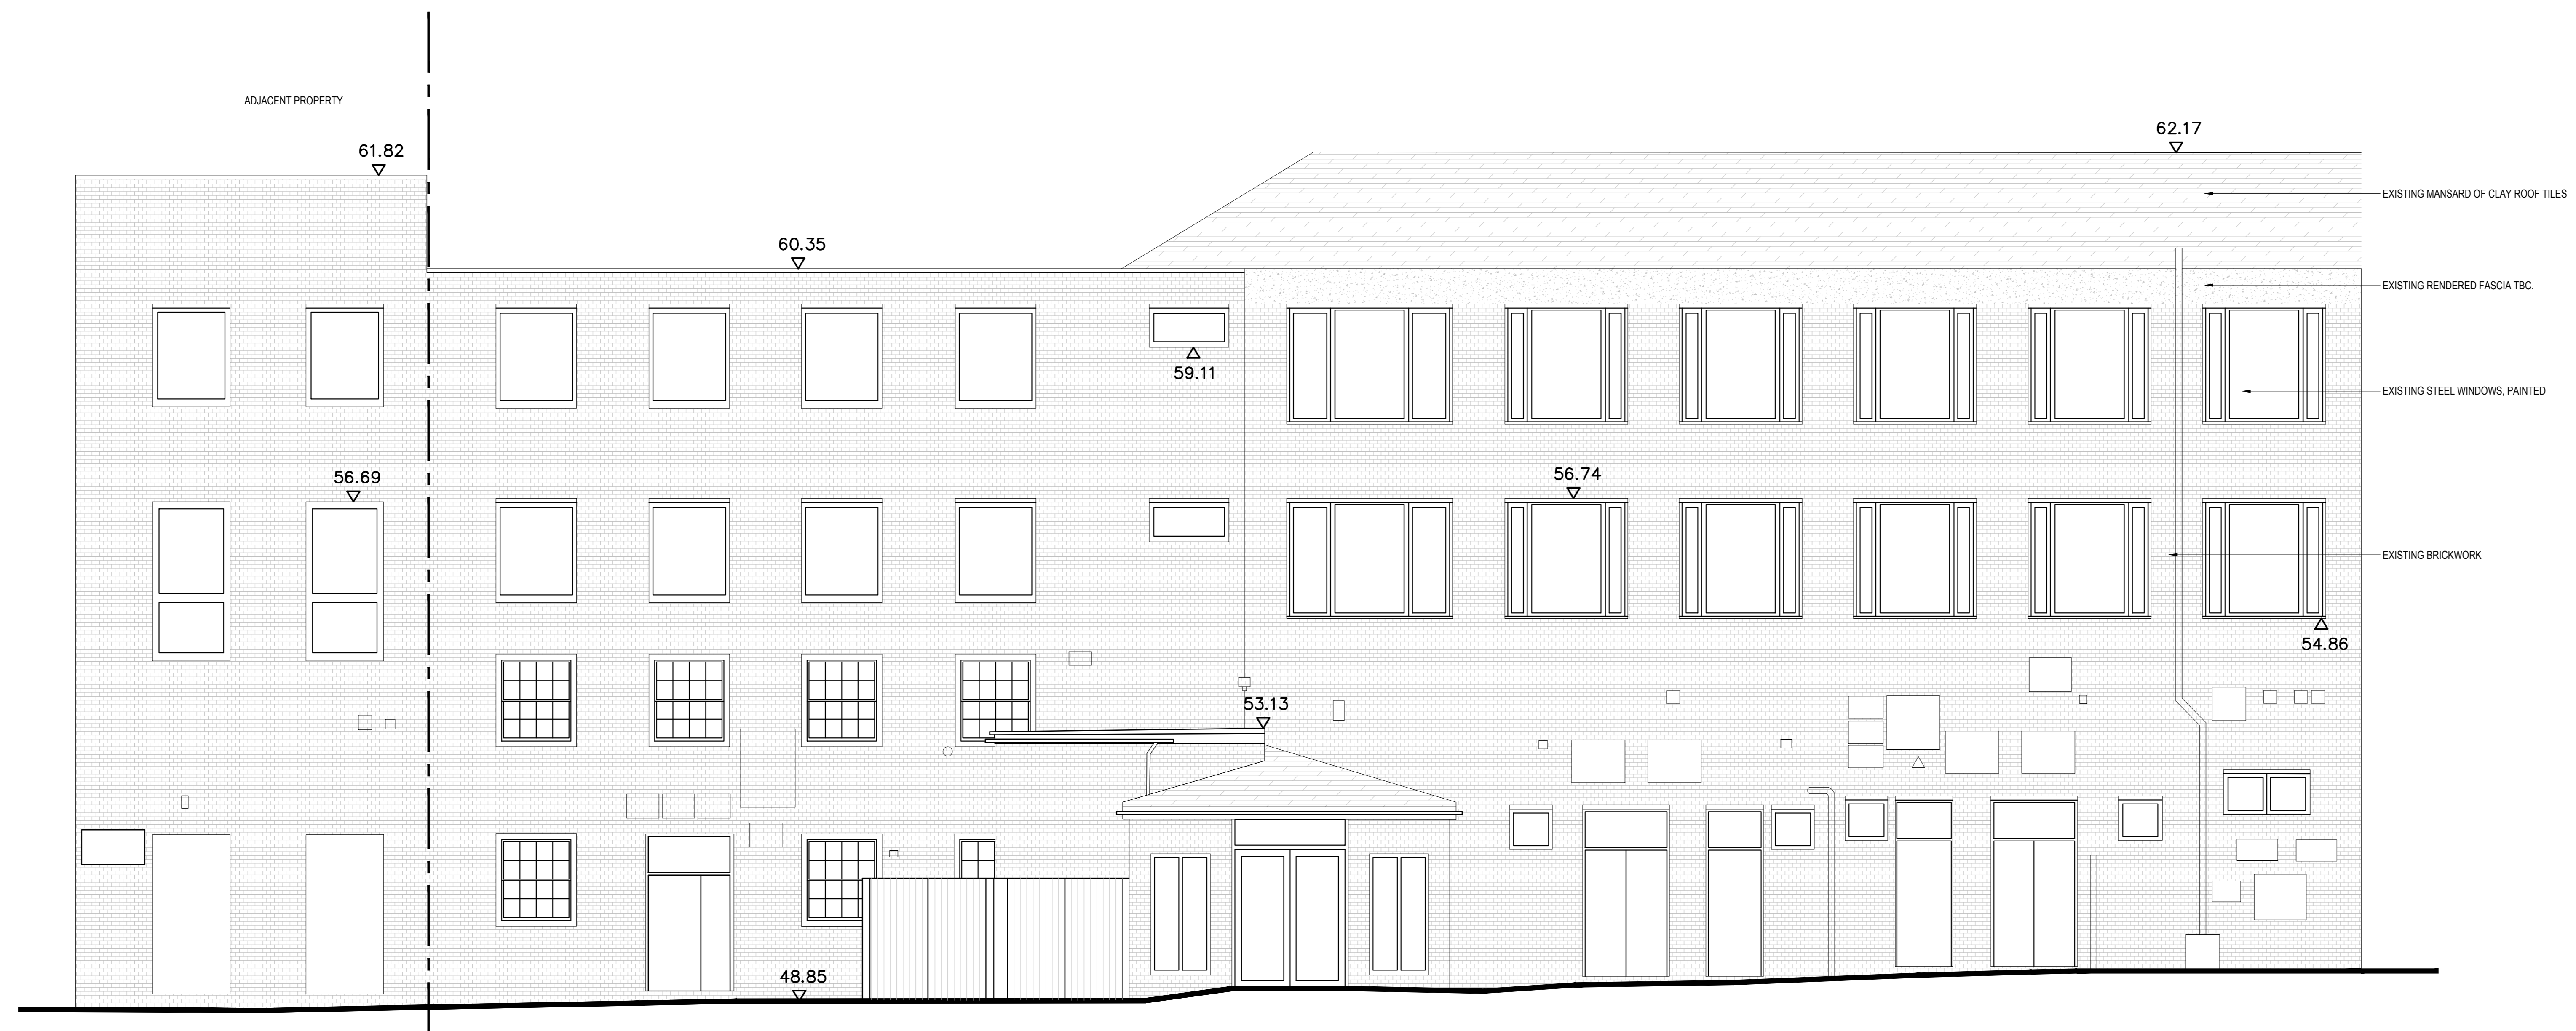 ADJACENT PROPERTY
62.17
61.82
EXISTING MANSARD OF CLAY ROOF TILES
60.35
EXISTING RENDERED FASCIA TBC.
59.11
EXISTING STEEL WINDOWS, PAINTED
56.69
56.74
EXISTING BRICKWORK
54.86
53.13
48.85